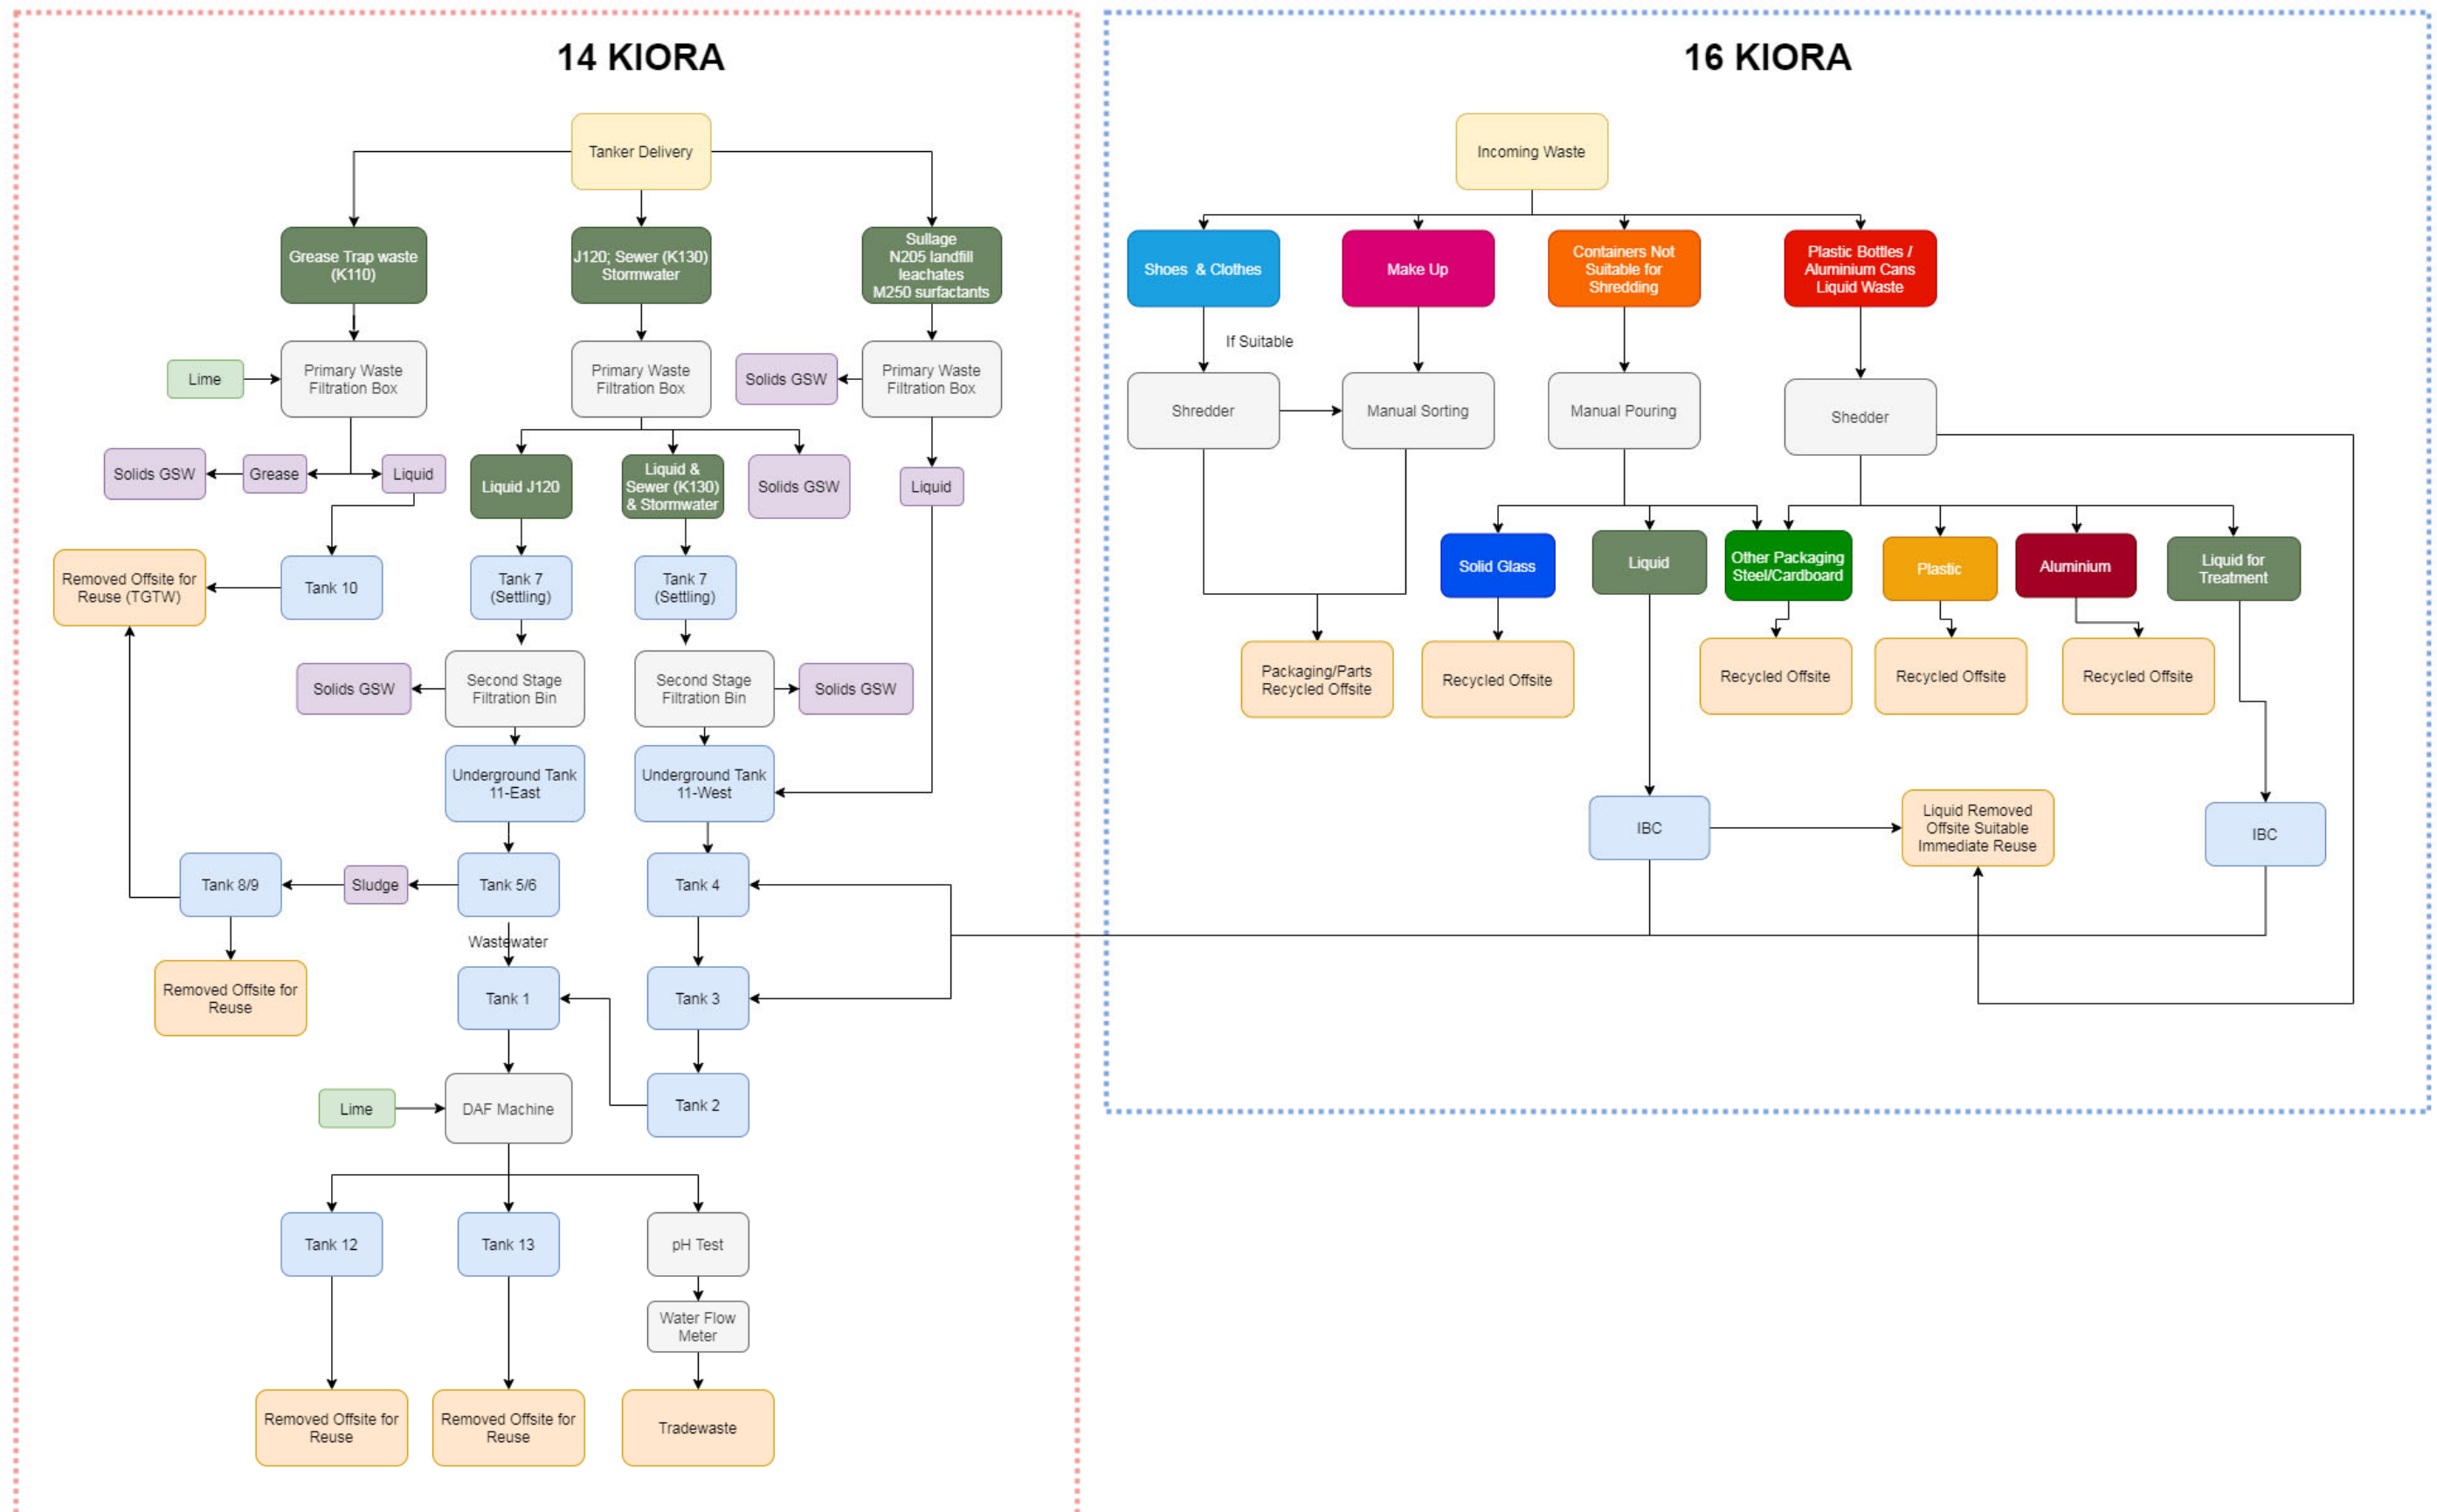 14 KIORA
Tanker Delivery
Grease Trap waste
(K110)
J120; Sewer (K130)
Stormwater
Sullage
N205 landfill
leachates
M250 surfactants
Lime
Primary Waste
Filtration Box
Primary Waste
Filtration Box
Solids GSW
Primary Waste
Filtration Box
Solids GSW
Grease
Liquid
Liquid J120
Liquid &
Sewer (K130)
& Stormwater
Solids GSW
Liquid
Removed Offsite for
Reuse (TGTW)
Tank 10
Tank 7
(Settling)
Tank 7
(Settling)
Solids GSW
Second Stage
Filtration Bin
Second Stage
Filtration Bin
Solids GSW
Underground Tank
11-East
Underground Tank
11-West
Tank 8/9
Sludge
Tank 5/6
Tank 4
Wastewater
Removed Offsite for
Reuse
Tank 1
Tank 3
Lime
DAF Machine
Tank 2
Tank 12
Tank 13
pH Test
Water Flow
Meter
Removed Offsite for
Reuse
Removed Offsite for
Reuse
Tradewaste
16 KIORA
Incoming Waste
Shoes & Clothes
Make Up
Containers Not
Suitable for
Shredding
Plastic Bottles /
Aluminium Cans
Liquid Waste
If Suitable
Shredder
Manual Sorting
Manual Pouring
Shedder
Solid Glass
Liquid
Other Packaging
Steel/Cardboard
Plastic
Aluminium
Liquid for
Treatment
Packaging/Parts
Recycled Offsite
Recycled Offsite
Recycled Offsite
Recycled Offsite
Recycled Offsite
IBC
Liquid Removed
Offsite Suitable
Immediate Reuse
IBC